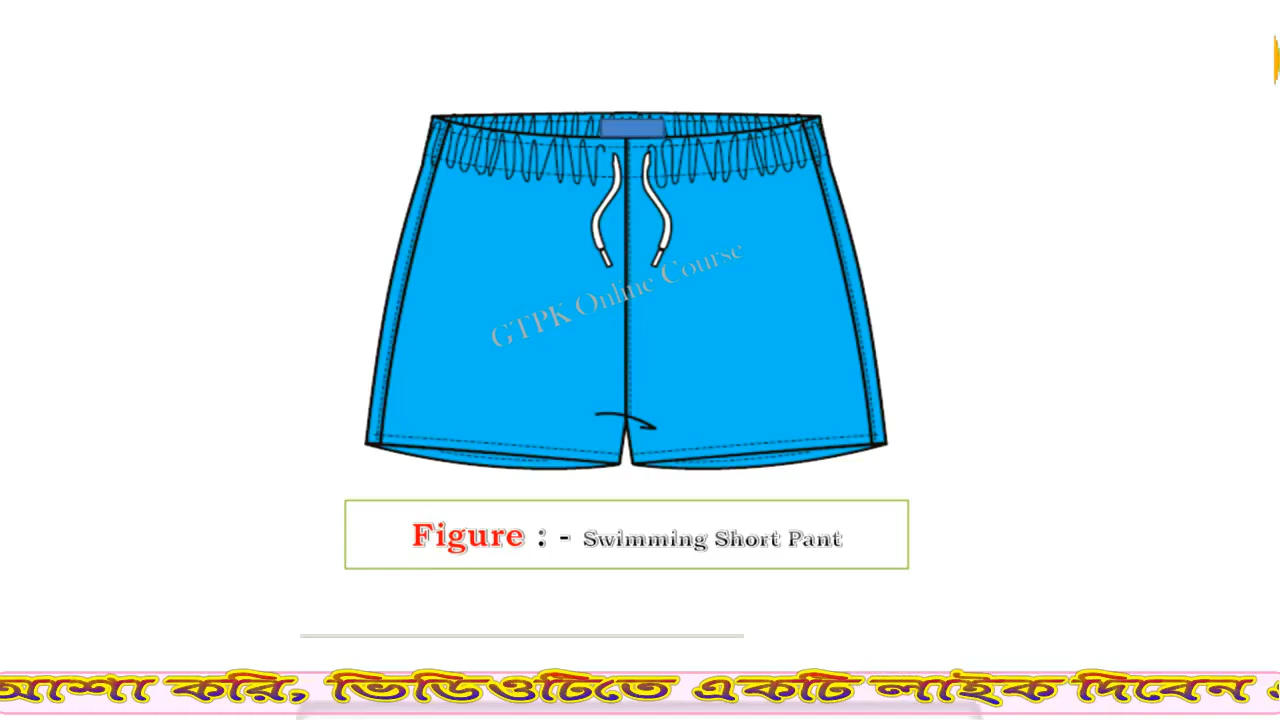 GTPK Online Course
Figure : - Swimming Short Pant
আশা করি, ভিডিওটিতে একটি লাইক দিবেন